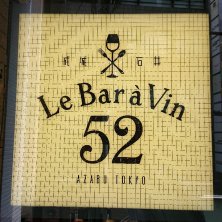 成城 石井
Le Bar à Vin
52
AZABU TOKYO